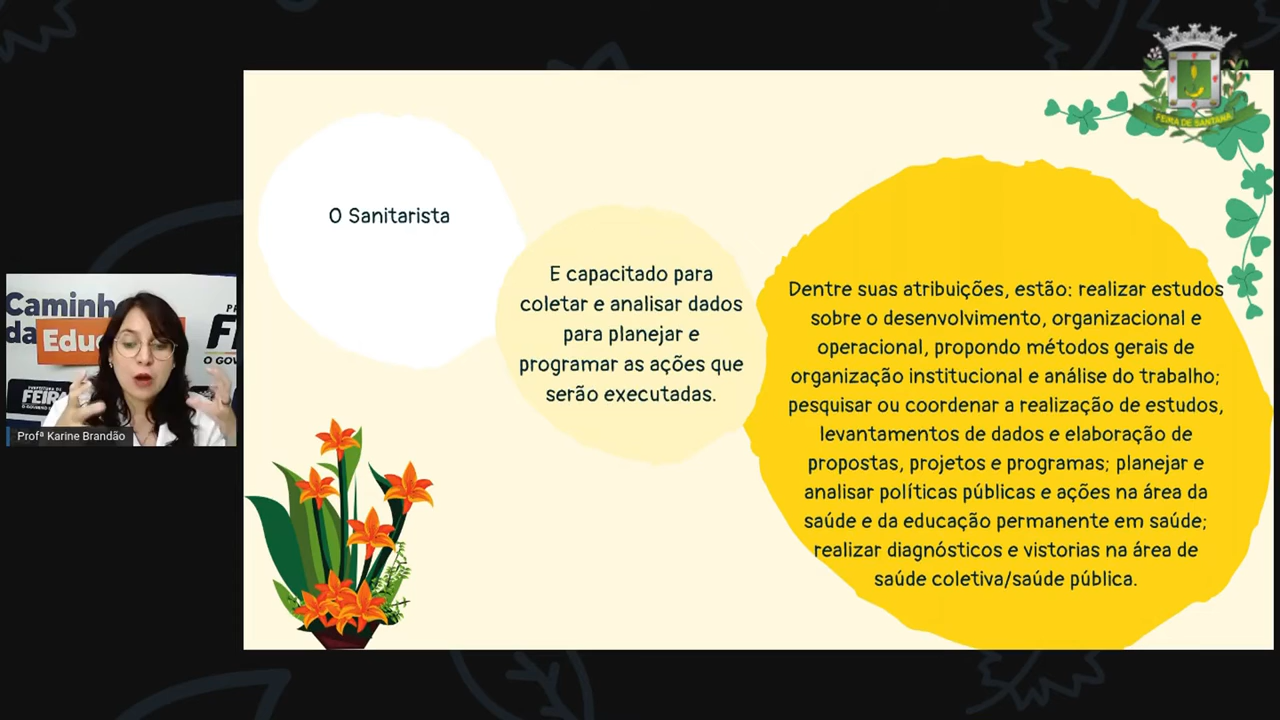 O Sanitarista
E capacitado para
coletar e analisar dados
para planejar e
programar as ações que
serão executadas.
Dentre suas atribuições, estão: realizar estudos
sobre o desenvolvimento, organizacional e
operacional, propondo métodos gerais de
organização institucional e análise do trabalho;
pesquisar ou coordenar a realização de estudos,
levantamentos de dados e elaboração de
propostas, projetos e programas; planejar e
analisar políticas públicas e ações na área da
saúde e da educação permanente em saúde;
realizar diagnósticos e vistorias na área de
saúde coletiva/saúde pública.
FEIRA DE SANTANA
Caminho
da Edu
O GOV
PREFEITURA DE
FEIRA
Profª Karine Brandão